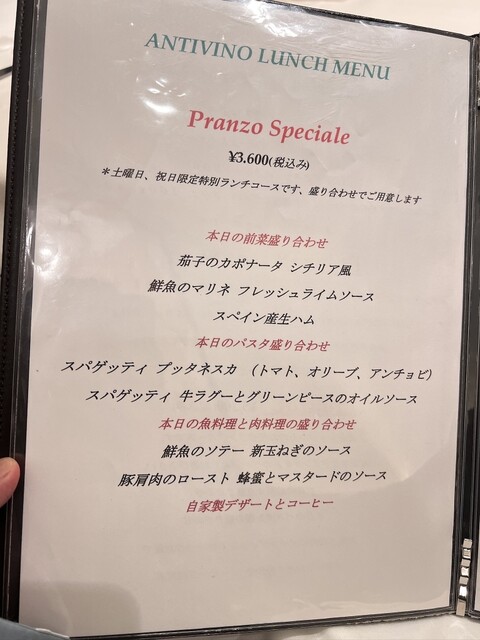 ANTIVINO LUNCH MENU
Pranzo Speciale
¥3.600(税込み)
＊土曜日、祝日限定特別ランチコースです、盛り合わせでご用意します
本日の前菜盛り合わせ
茄子のカポナータ シチリア風
鮮魚のマリネ フレッシュライムソース
スペイン産生ハム
本日のパスタ盛り合わせ
スパゲッティ プッタネスカ （トマト、オリーブ、アンチョビ）
スパゲッティ 牛ラグーとグリーンピースのオイルソース
本日の魚料理と肉料理の盛り合わせ
鮮魚のソテー 新玉ねぎのソース
豚肩肉のロースト 蜂蜜とマスタードのソース
自家製デザートとコーヒー